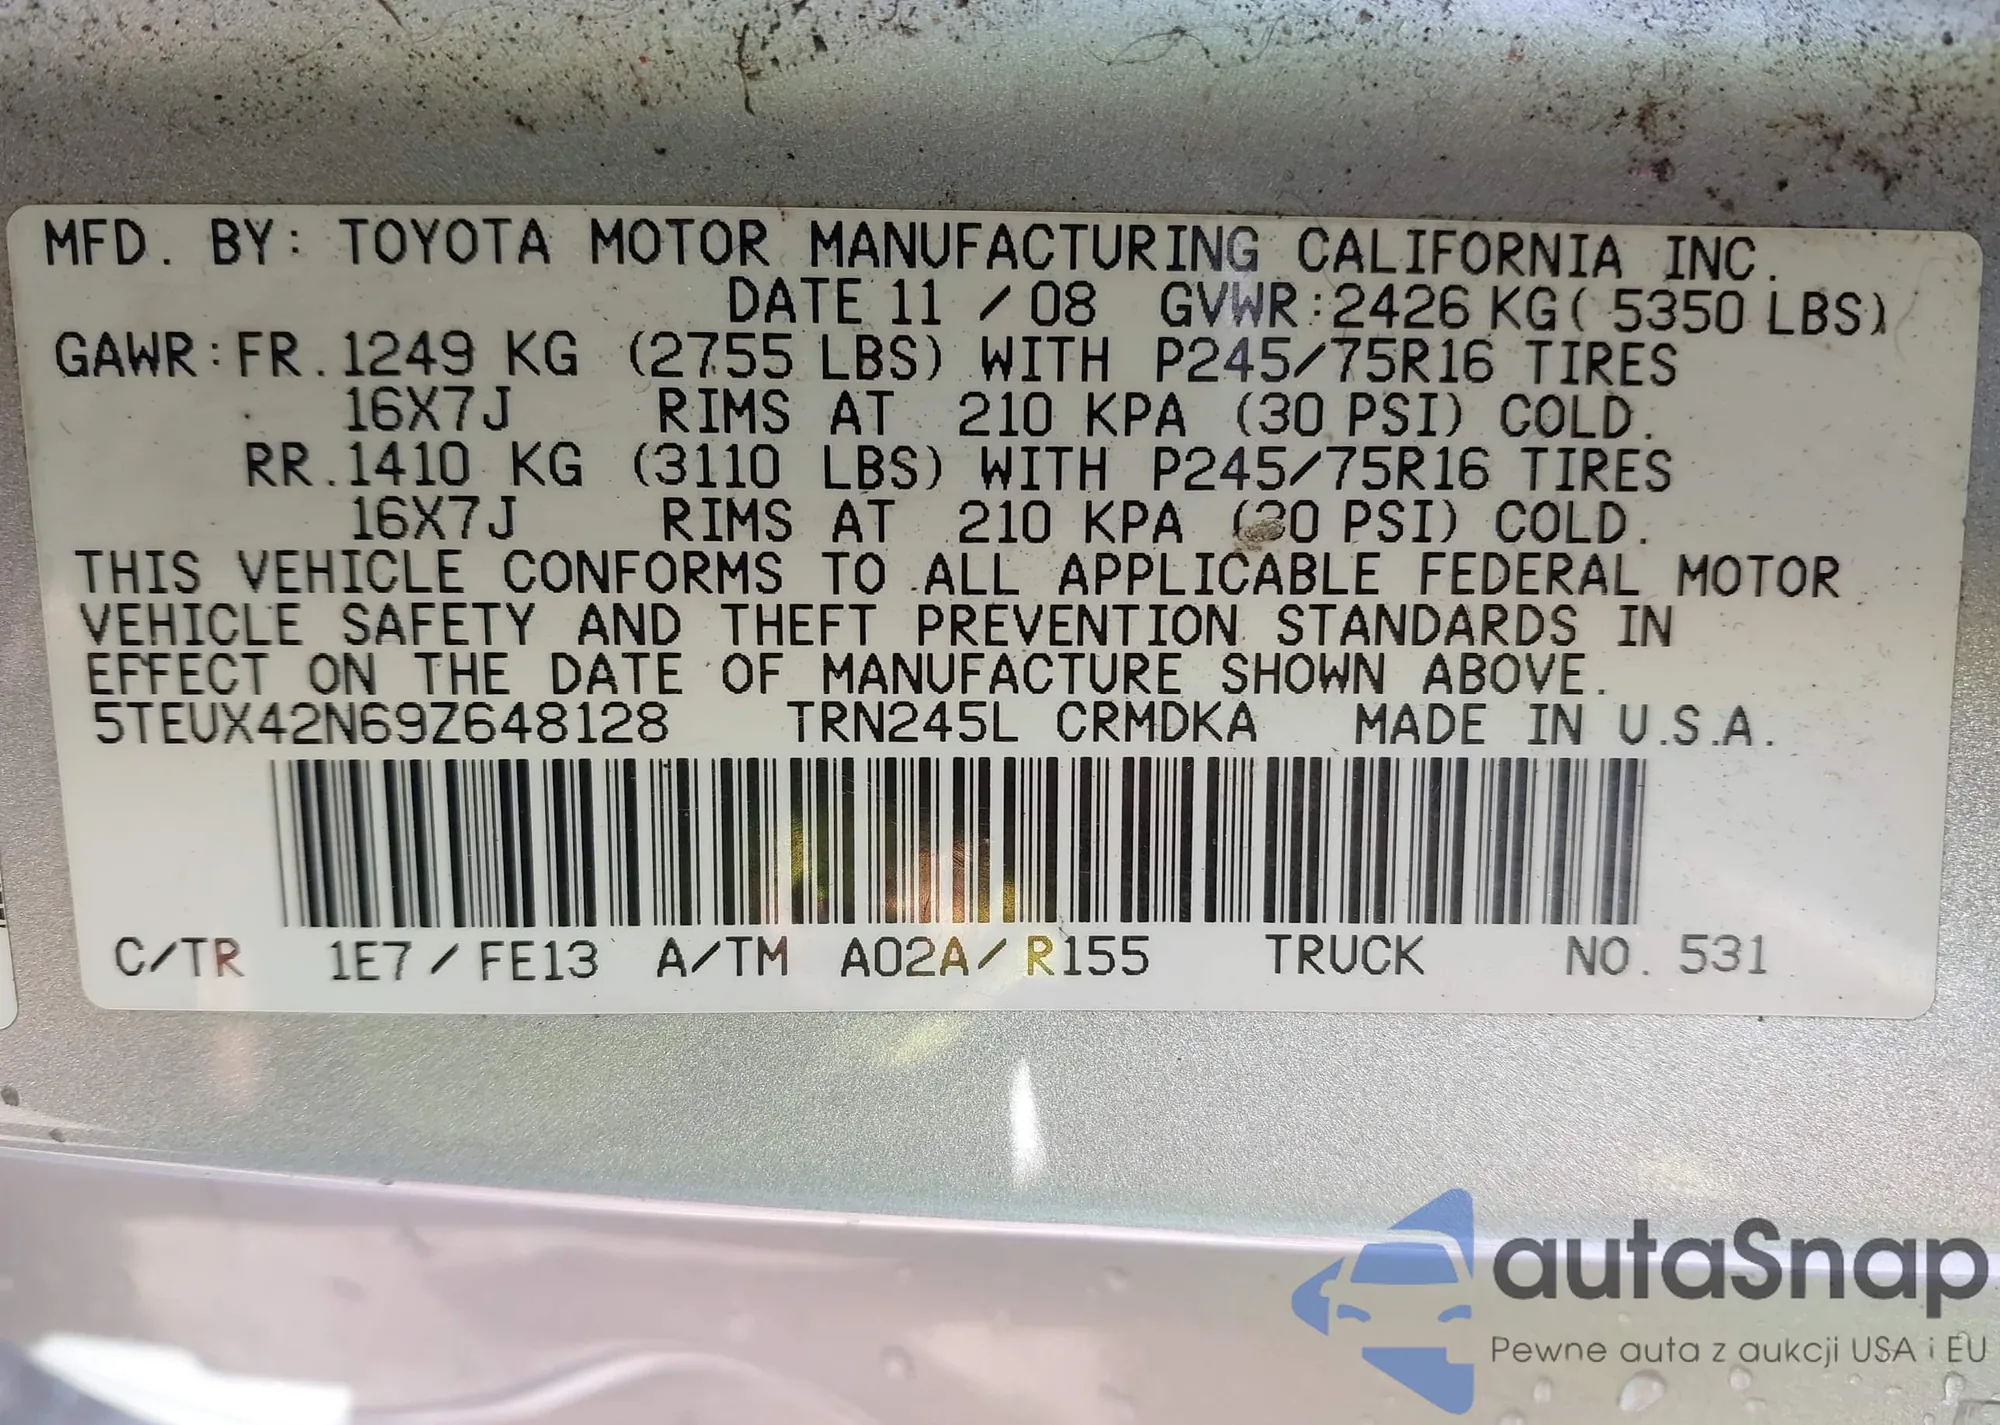 MFD. BY: TOYOTA MOTOR MANUFACTURING CALIFORNIA INC.
DATE 11 / 08 GVWR:2426 KG( 5350 LBS)
GAWR:FR.1249 KG (2755 LBS) WITH P245/75R16 TIRES
16X7J RIMS AT 210 KPA (30 PSI) COLD.
RR.1410 KG (3110 LBS) WITH P245/75R16 TIRES
16X7J RIMS AT 210 KPA (30 PSI) COLD.
THIS VEHICLE CONFORMS TO ALL APPLICABLE FEDERAL MOTOR
VEHICLE SAFETY AND THEFT PREVENTION STANDARDS IN
EFFECT ON THE DATE OF MANUFACTURE SHOWN ABOVE.
5TEUX42N69Z648128 TRN245L CRMDKA MADE IN U.S.A.
C/TR 1E7 / FE13 A/TM A02A/ R155 TRUCK NO. 531
autaSnap
Pewne auta z aukcji USA i EU